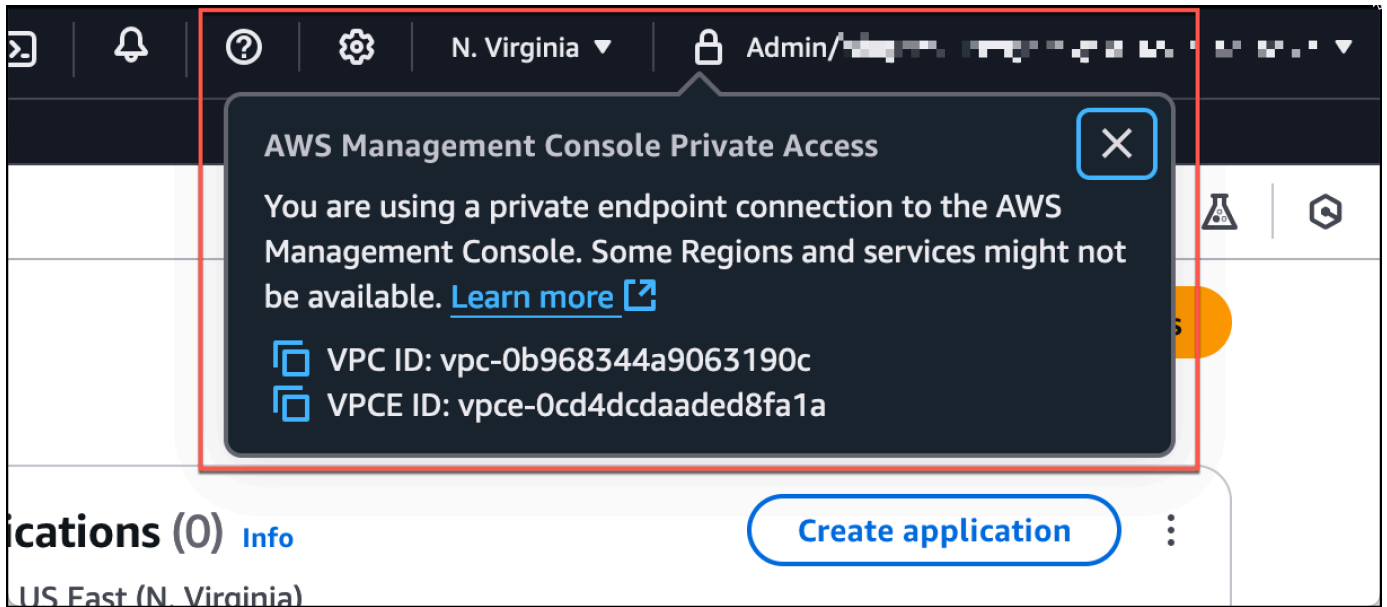 N. Virginia ▼ Admin/
AWS Management Console Private Access
You are using a private endpoint connection to the AWS
Management Console. Some Regions and services might not
be available. Learn more
VPC ID: vpc-0b968344a9063190c
VPCE ID: vpce-0cd4dcdaaded8fa1a
s
ications (0) Info
Create application
US East (N. Virginia)